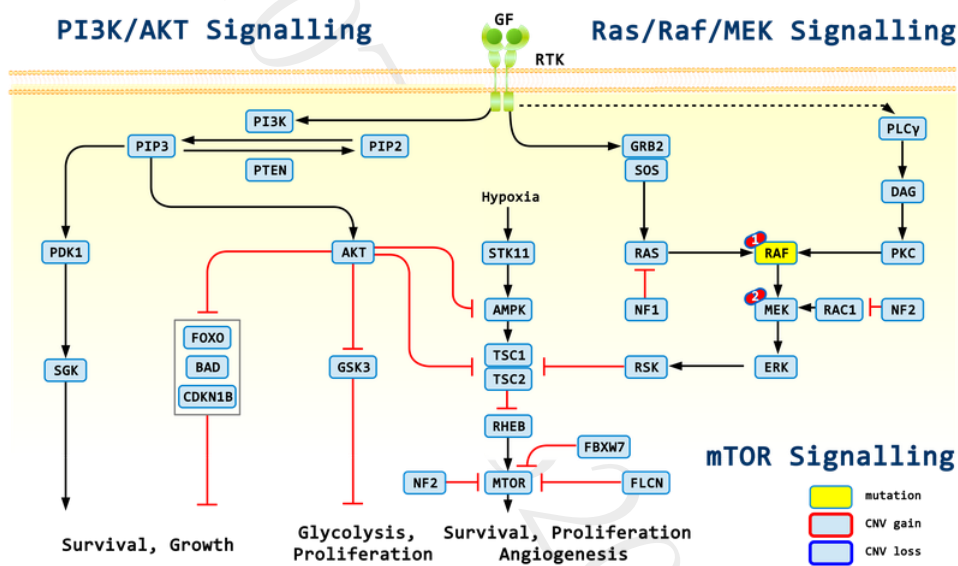 PI3K/AKT Signalling
GF
Ras/Raf/MEK Signalling
RTK
PI3K
PLCγ
PIP3
PIP2
GRB2
PTEN
SOS
DAG
Hypoxia
1
PDK1
AKT
STK11
RAS
RAF
PKC
2
AMPK
NF1
MEK
RAC1
NF2
FOXO
TSC1
SGK
BAD
GSK3
TSC2
RSK
ERK
CDKN1B
RHEB
FBXW7
mTOR Signalling
NF2
MTOR
FLCN
mutation
CNV gain
CNV loss
Survival, Growth
Glycolysis,
Proliferation
Survival, Proliferation
Angiogenesis